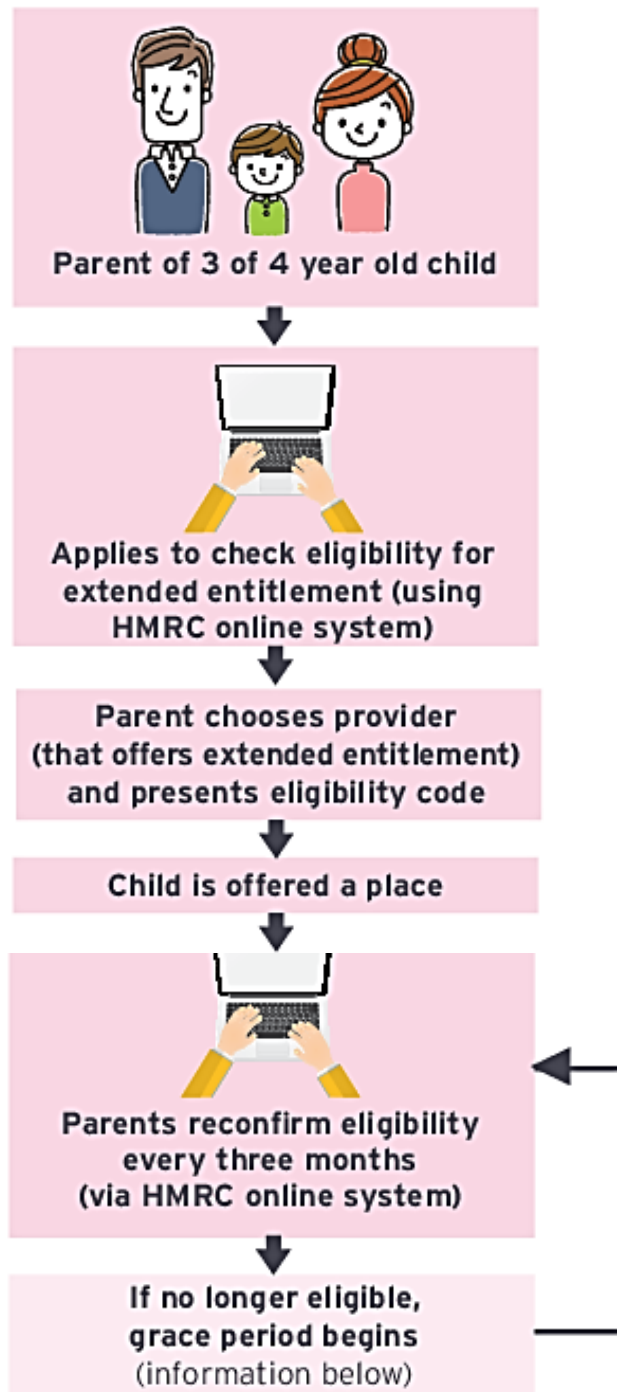 Parent of 3 of 4 year old child
Applies to check eligibility for
extended entitlement (using
HMRC online system)
Parent chooses provider
(that offers extended entitlement)
and presents eligibility code
Child is offered a place
Parents reconfirm eligibility
every three months
(via HMRC online system)
If no longer eligible,
grace period begins
(information below)